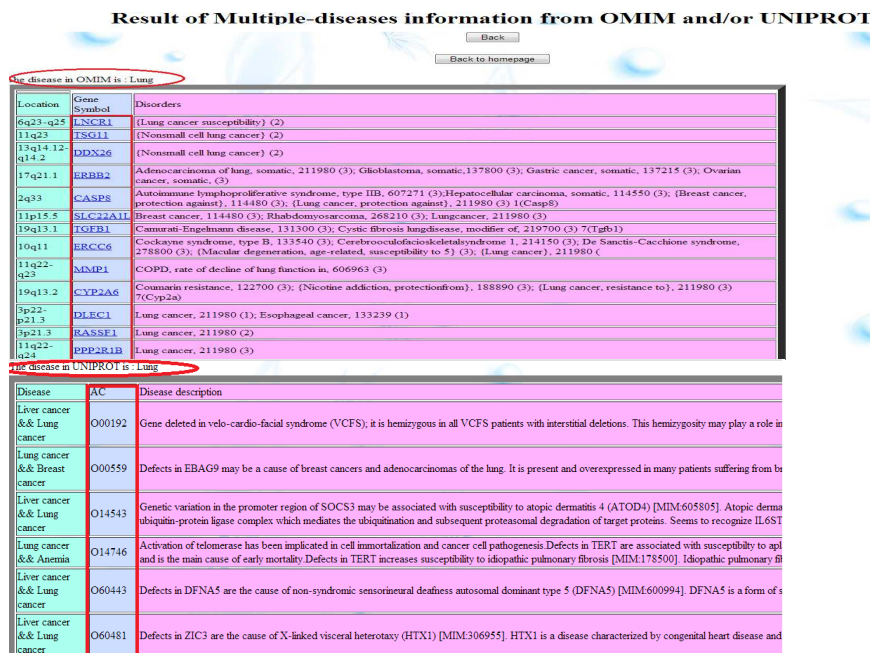 Result of Multiple-diseases information from OMIM and/or UNIPROT
Back
Back to homepage
he disease in OMIM is : Lung
Location Gene Symbol Disorders
6q23-q25 LNCR1 {Lung cancer susceptibility} (2)
11q23 TSG11 {Nonsmall cell lung cancer} (2)
13q14.12-q14.2 DDX26 {Nonsmall cell lung cancer} (2)
17q21.1 ERBB2 Adenocarcinoma of lung, somatic, 211980 (3); Glioblastoma, somatic,137800 (3); Gastric cancer, somatic, 137215 (3); Ovarian
cancer, somatic, (3)
2q33 CASP8 Autoimmune lymphoproliferative syndrome, type IIB, 607271 (3);Hepatocellular carcinoma, somatic, 114550 (3); {Breast cancer,
protection against}, 114480 (3); {Lung cancer, protection against}, 211980 (3) 1(Casp8)
11p15.5 SLC22A1L Breast cancer, 114480 (3); Rhabdomyosarcoma, 268210 (3); Lungcancer, 211980 (3)
19q13.1 TGFB1 Camurati-Engelmann disease, 131300 (3); Cystic fibrosis lungdisease, modifier of, 219700 (3) 7(Tgfb1)
10q11 ERCC6 Cockayne syndrome, type B, 133540 (3); Cerebrooculofacioskeletalsyndrome 1, 214150 (3); De Sanctis-Cacchione syndrome,
278800 (3); {Macular degeneration, age-related, susceptibility to 5} (3); {Lung cancer}, 211980 (
11q22-q23 MMP1 COPD, rate of decline of lung function in, 606963 (3)
19q13.2 CYP2A6 Coumarin resistance, 122700 (3); {Nicotine addiction, protectionfrom}, 188890 (3); {Lung cancer, resistance to}, 211980 (3)
7(Cyp2a)
3p22-p21.3 DLEC1 Lung cancer, 211980 (1); Esophageal cancer, 133239 (1)
3p21.3 RASSF1 Lung cancer, 211980 (2)
11q22-q24 PPP2R1B Lung cancer, 211980 (3)
The disease in UNIPROT is : Lung
Disease AC Disease description
Liver cancer && Lung cancer O00192 Gene deleted in velo-cardio-facial syndrome (VCFS); it is hemizygous in all VCFS patients with interstitial deletions. This hemizygosity may play a role in
Lung cancer && Breast cancer O00559 Defects in EBAG9 may be a cause of breast cancers and adenocarcinomas of the lung. It is present and overexpressed in many patients suffering from br
Liver cancer && Lung cancer O14543 Genetic variation in the promoter region of SOCS3 may be associated with susceptibility to atopic dermatitis 4 (ATOD4) [MIM:605805]. Atopic derma
ubiquitin-protein ligase complex which mediates the ubiquitination and subsequent proteasomal degradation of target proteins. Seems to recognize IL6ST
Lung cancer && Anemia O14746 Activation of telomerase has been implicated in cell immortalization and cancer cell pathogenesis.Defects in TERT are associated with susceptibilty to apl
and is the main cause of early mortality.Defects in TERT increases susceptibility to idiopathic pulmonary fibrosis [MIM:178500]. Idiopathic pulmonary fib
Liver cancer && Lung cancer O60443 Defects in DFNA5 are the cause of non-syndromic sensorineural deafness autosomal dominant type 5 (DFNA5) [MIM:600994]. DFNA5 is a form of s
Liver cancer && Lung cancer O60481 Defects in ZIC3 are the cause of X-linked visceral heterotaxy (HTX1) [MIM:306955]. HTX1 is a disease characterized by congenital heart disease and